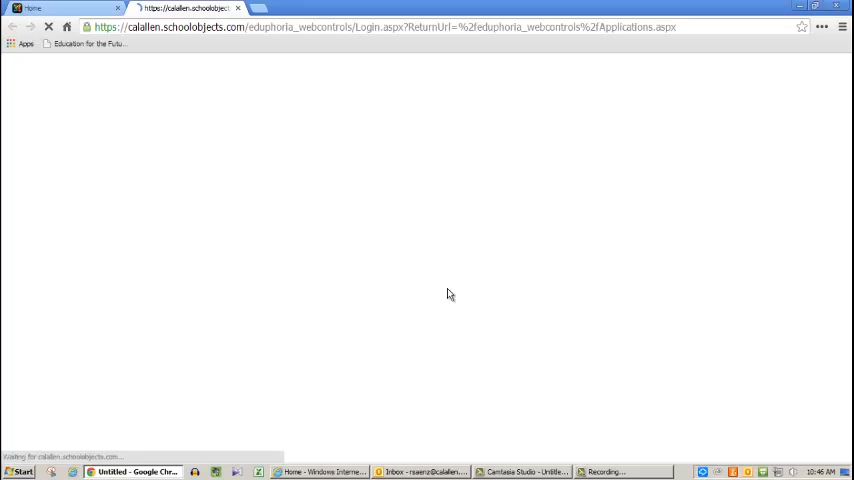 Home
https://calallen.schoolobjec
https://calallen.schoolobjects.com/eduphoria_webcontrols/Login.aspx?ReturnUrl=%2feduphoria_webcontrols%2fApplications.aspx
Apps Education for the Futu...
Waiting for calallen.schoolobjects.com...
Start Untitled - Google Chr... Home - Windows Interne... Inbox - rsaenz@calallen.... Camtasia Studio - Untitle... Recording... 10:46 AM